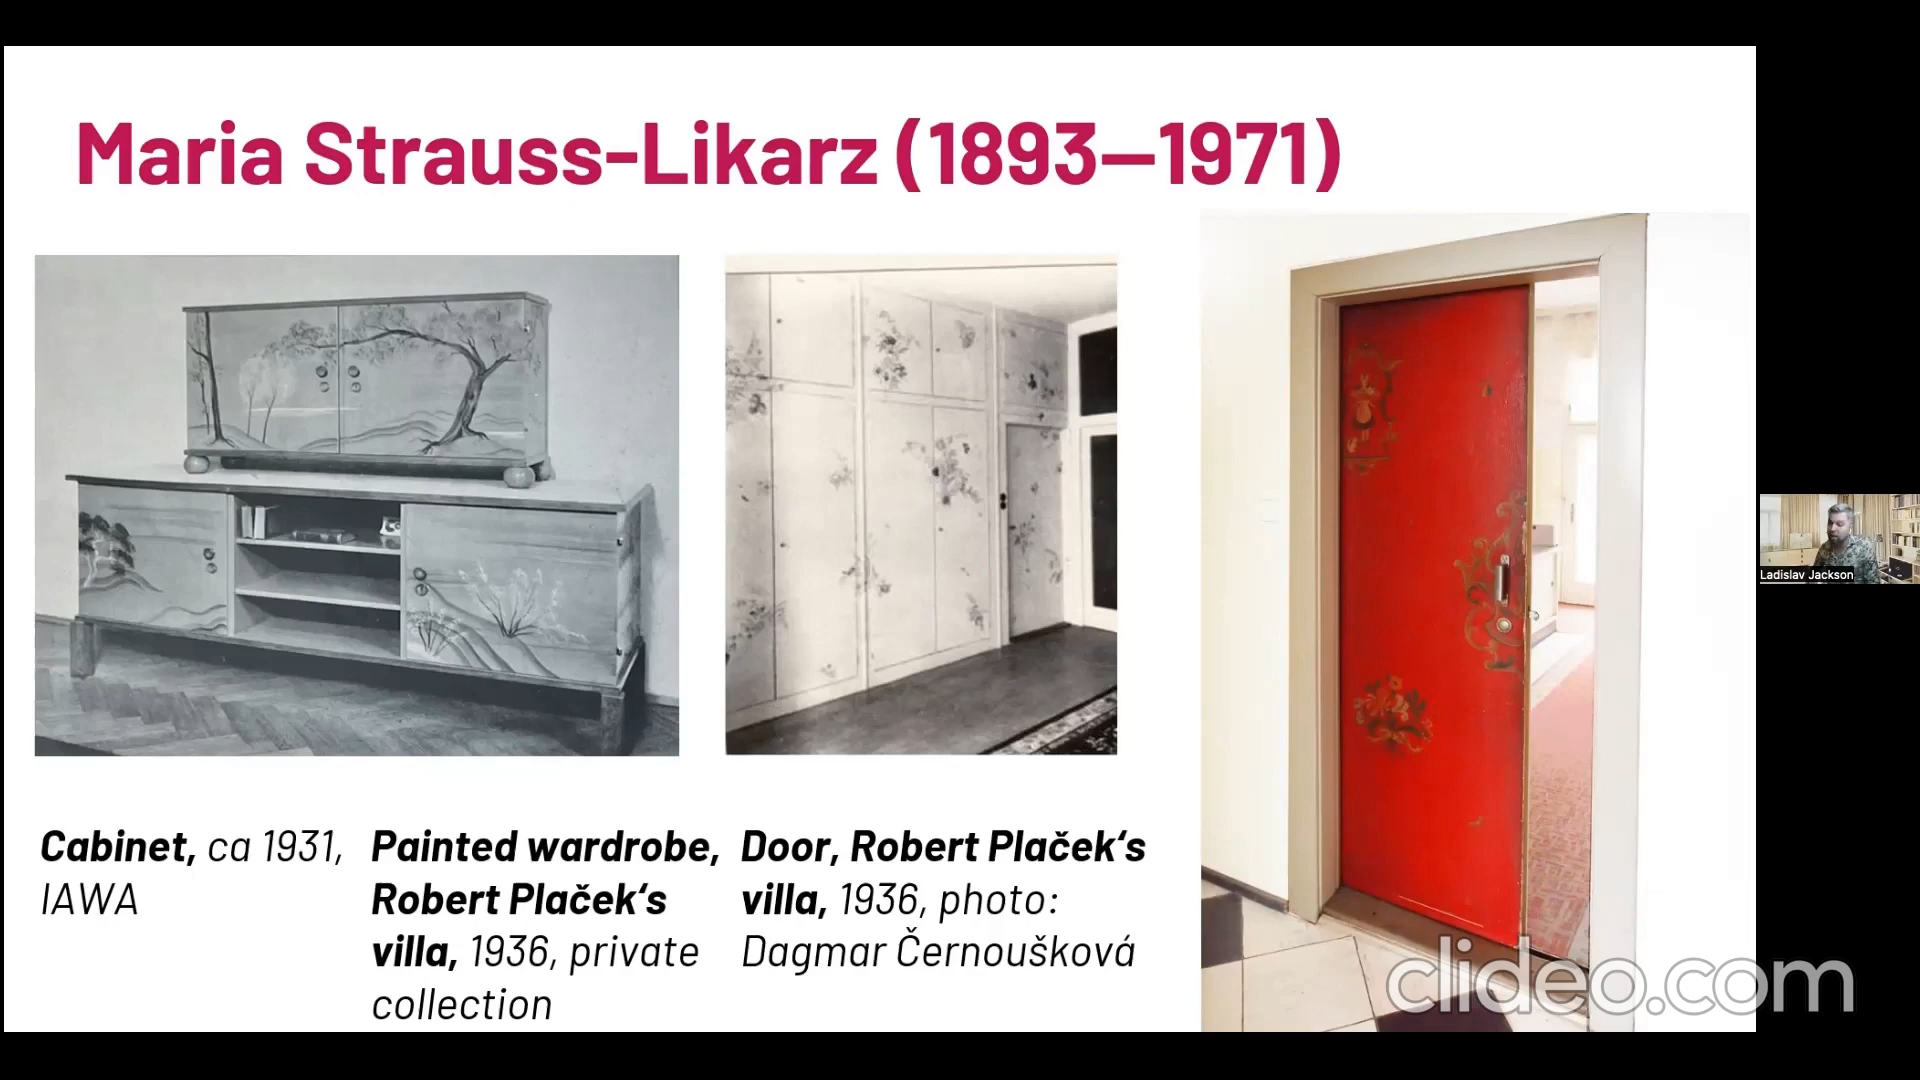 Maria Strauss-Likarz (1893—1971)
Cabinet, ca 1931,
IAWA
Painted wardrobe,
Robert Plaček‘s
villa, 1936, private
collection
Door, Robert Plaček‘s
villa, 1936, photo:
Dagmar Černoušková
Ladislav Jackson
clideo.com